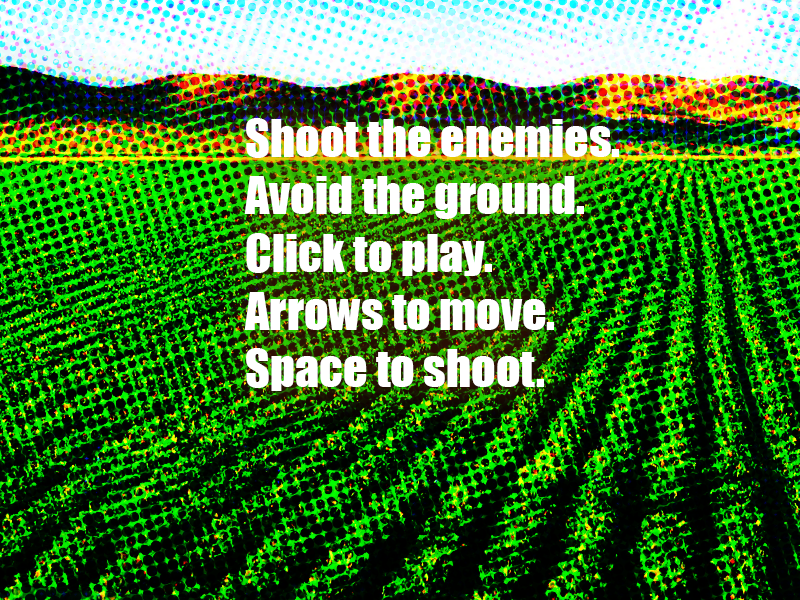 Shoot the enemies.
Avoid the ground.
Click to play.
Arrows to move.
Space to shoot.